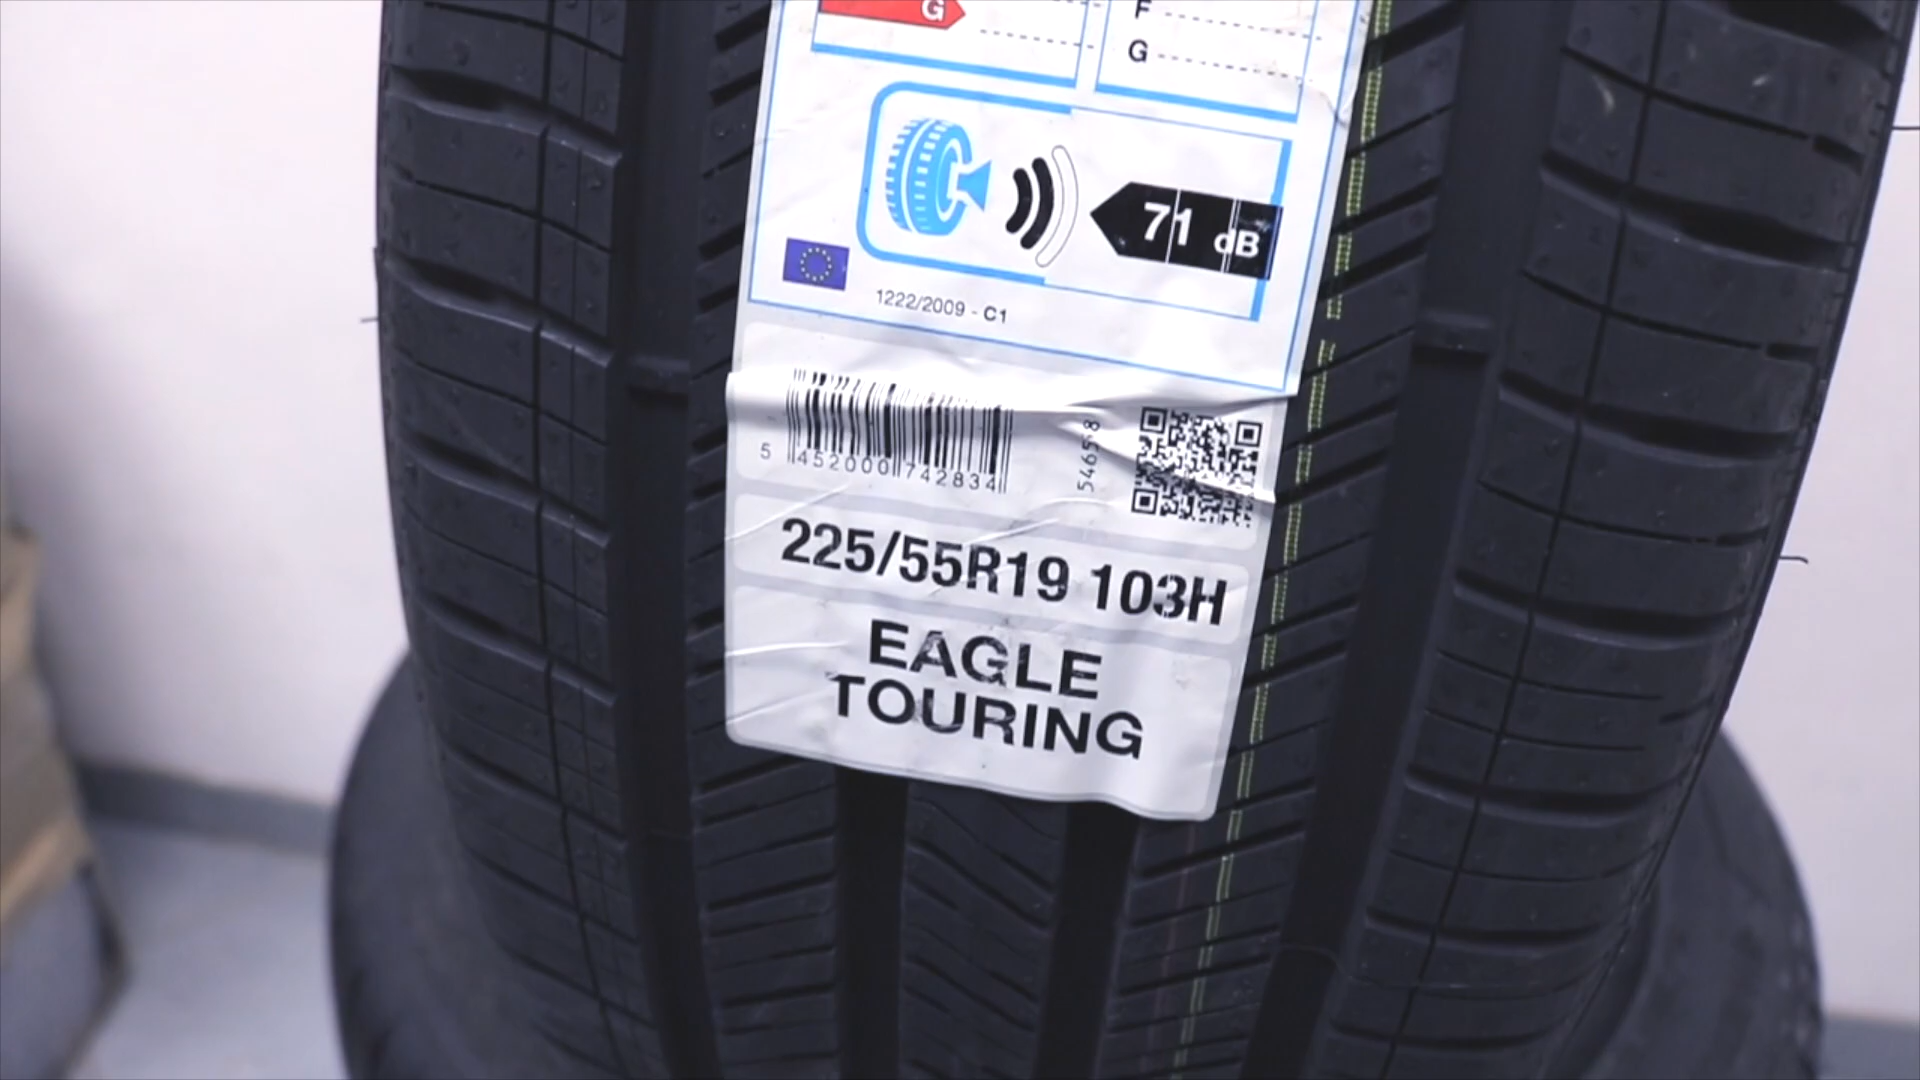 G
F
G
71 dB
1222/2009 - C1
5 452000 742834
54658
225/55R19 103H
EAGLE
TOURING